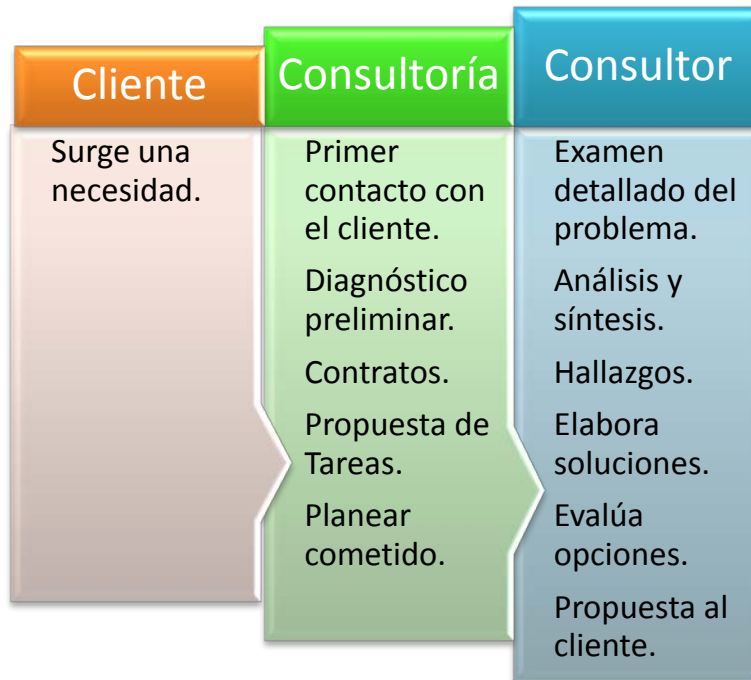 Cliente
Surge una
necesidad.
Consultoría
Primer
contacto con
el cliente.
Diagnóstico
preliminar.
Contratos.
Propuesta de
Tareas.
Planear
cometido.
Consultor
Examen
detallado del
problema.
Análisis y
síntesis.
Hallazgos.
Elabora
soluciones.
Evalúa
opciones.
Propuesta al
cliente.